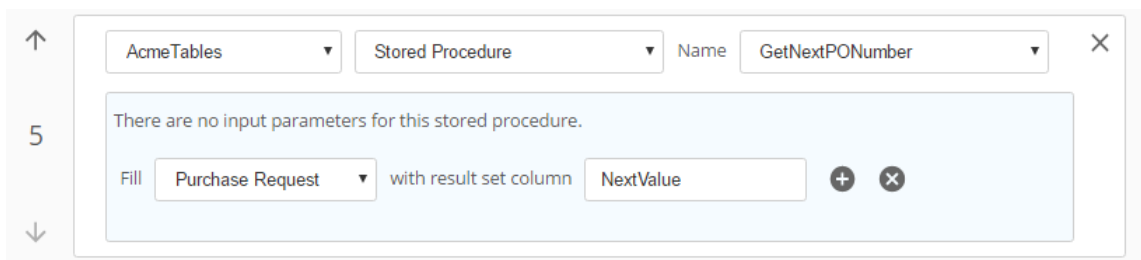 AcmeTables Stored Procedure Name GetNextPONumber
5
There are no input parameters for this stored procedure.
Fill Purchase Request with result set column NextValue